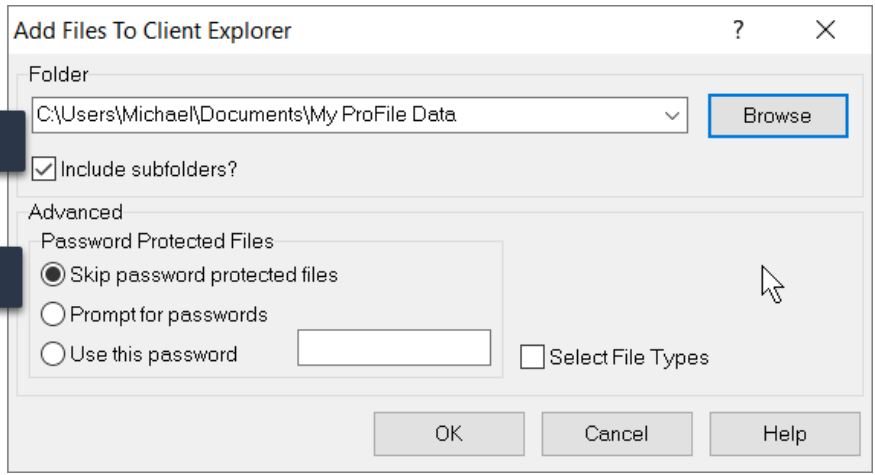 Add Files To Client Explorer ?
Folder
C:\Users\Michael\Documents\My ProFile Data
Browse
Include subfolders?
Advanced
Password Protected Files
Skip password protected files
Prompt for passwords
Use this password
Select File Types
OK Cancel Help